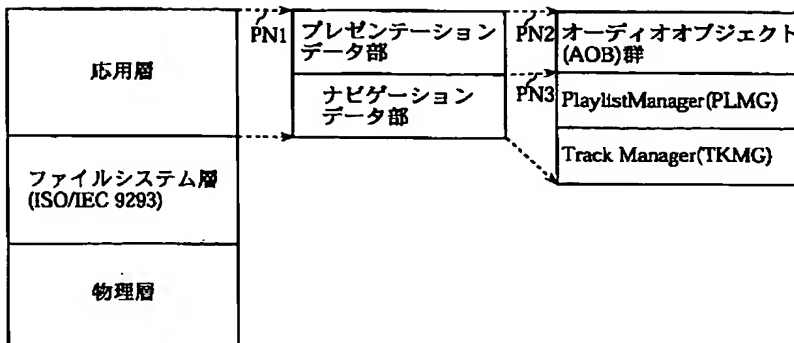 応用層
PN1
プレゼンテーション
データ部
ナビゲーション
データ部
PN2
オーディオオブジェクト
(AOB)群
PN3
PlaylistManager(PLMG)
Track Manager(TKMG)
ファイルシステム層
(ISO/IEC 9293)
物理層